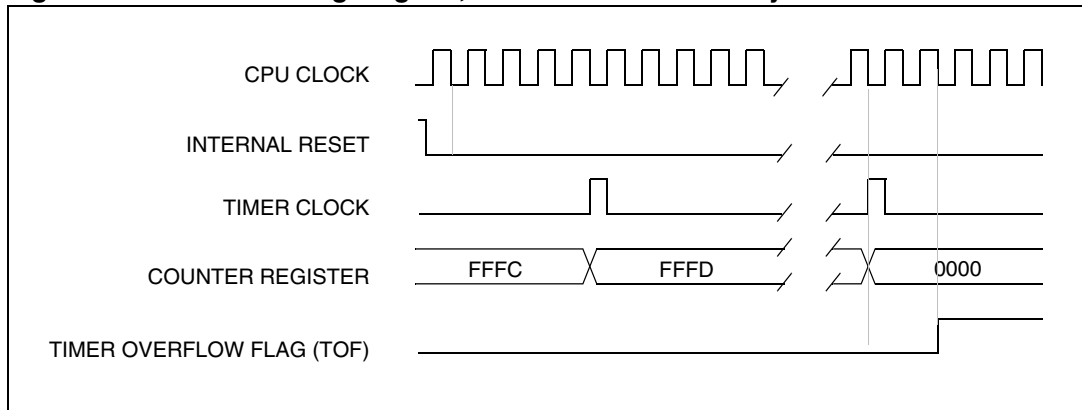 CPU CLOCK
INTERNAL RESET
TIMER CLOCK
COUNTER REGISTER
FFFC
FFFD
0000
TIMER OVERFLOW FLAG (TOF)